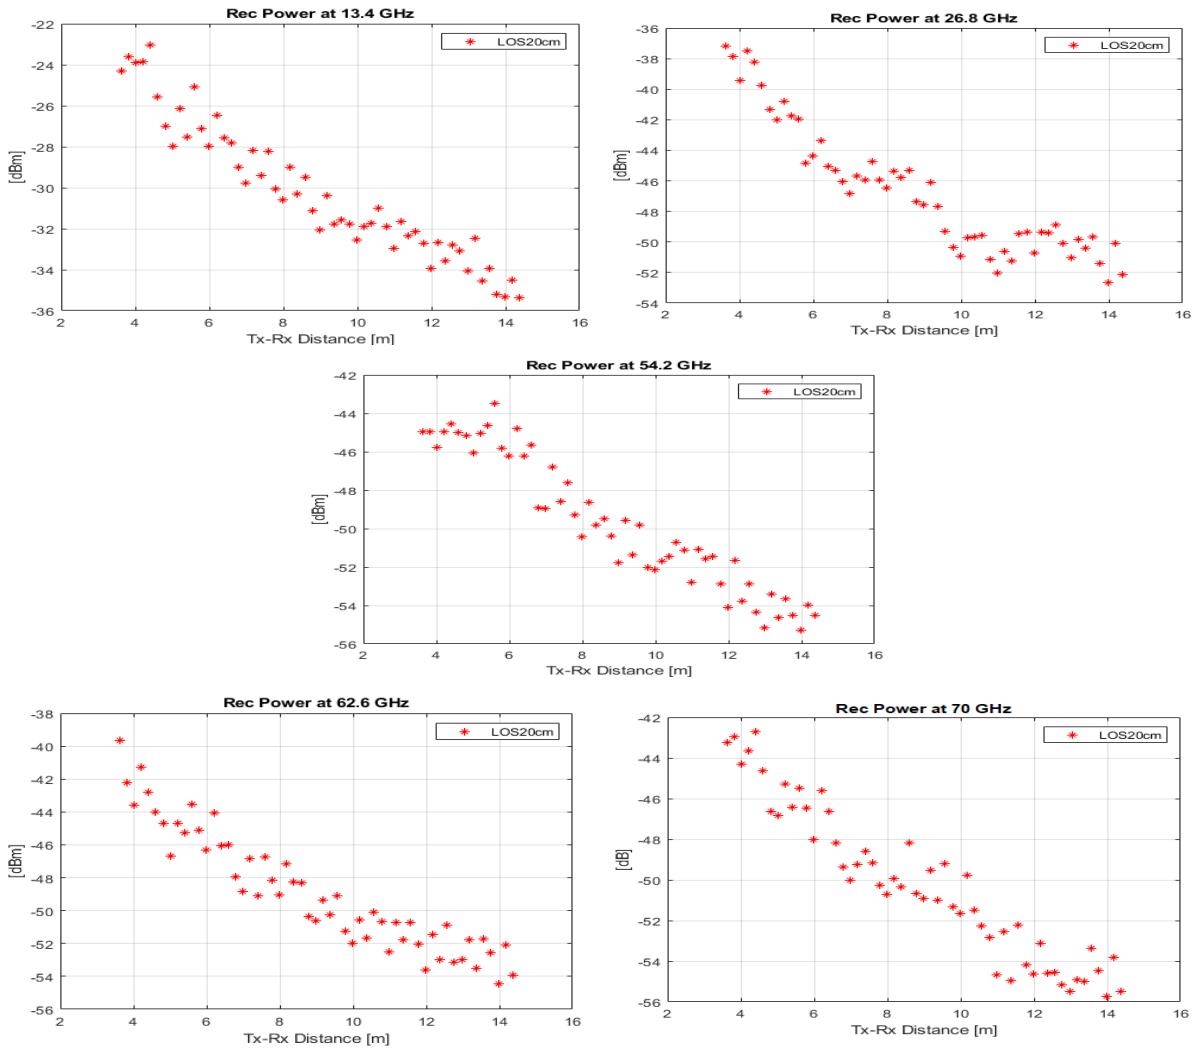 Rec Power at 13.4 GHz
LOS20cm
[dBm]
-22
-24
-26
-28
-30
-32
-34
-36
2 4 6 8 10 12 14 16
Tx-Rx Distance [m]
Rec Power at 26.8 GHz
LOS20cm
[dBm]
-36
-38
-40
-42
-44
-46
-48
-50
-52
-54
2 4 6 8 10 12 14 16
Tx-Rx Distance [m]
Rec Power at 54.2 GHz
LOS20cm
[dBm]
-42
-44
-46
-48
-50
-52
-54
-56
2 4 6 8 10 12 14 16
Tx-Rx Distance [m]
Rec Power at 62.6 GHz
LOS20cm
[dBm]
-38
-40
-42
-44
-46
-48
-50
-52
-54
-56
2 4 6 8 10 12 14 16
Tx-Rx Distance [m]
Rec Power at 70 GHz
LOS20cm
[dB]
-42
-44
-46
-48
-50
-52
-54
-56
2 4 6 8 10 12 14 16
Tx-Rx Distance [m]